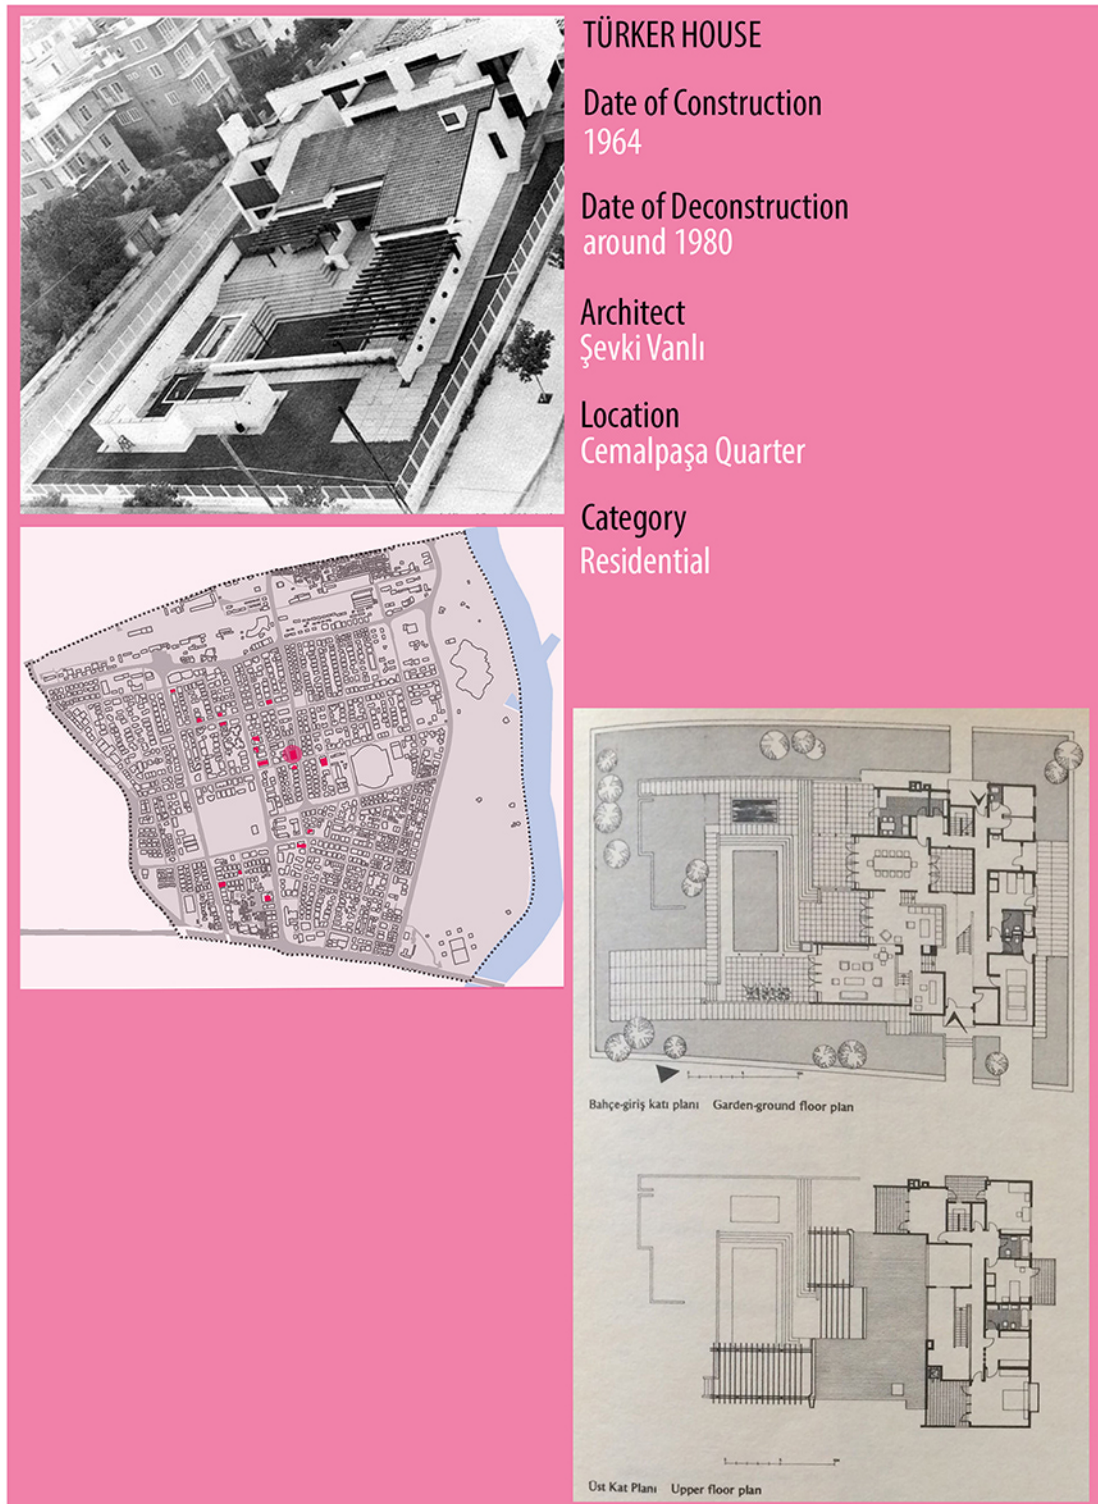 TÜRKER HOUSE
Date of Construction
1964
Date of Deconstruction
around 1980
Architect
Şevki Vanlı
Location
Cemalpaşa Quarter
Category
Residential
Bahçe-giriş katı planı Garden-ground floor plan
Üst Kat Planı Upper floor plan